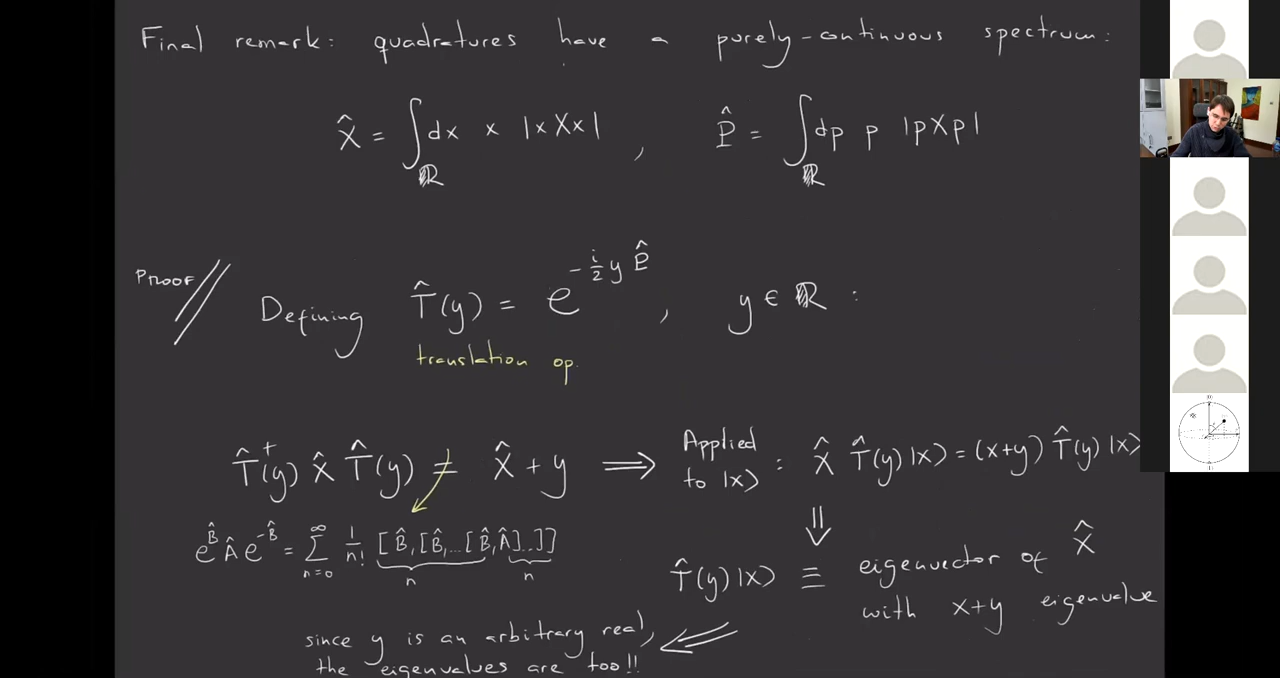 Final remark: quadratures have a purely-continuous spectrum:
X̂ = ∫_ℝ dx x |x⟩⟨x| , P̂ = ∫_ℝ dp p |p⟩⟨p|
PROOF//
Defining T̂(y) = e^{-i/2 y P̂} , y ∈ ℝ :
translation op.
T̂†(y) X̂ T̂(y) = X̂ + y ⟹ Applied to |x⟩ : X̂ T̂(y)|x⟩ = (x+y) T̂(y)|x⟩
e^{B̂} Â e^{-B̂} = Σ_{n=0}^{∞} 1/n! [B̂,[B̂,...[B̂,Â]...]]
n n
⇓
T̂(y)|x⟩ ≡ eigenvector of X̂
with x+y eigenvalue
since y is an arbitrary real, ⟸
the eigenvalues are too!!